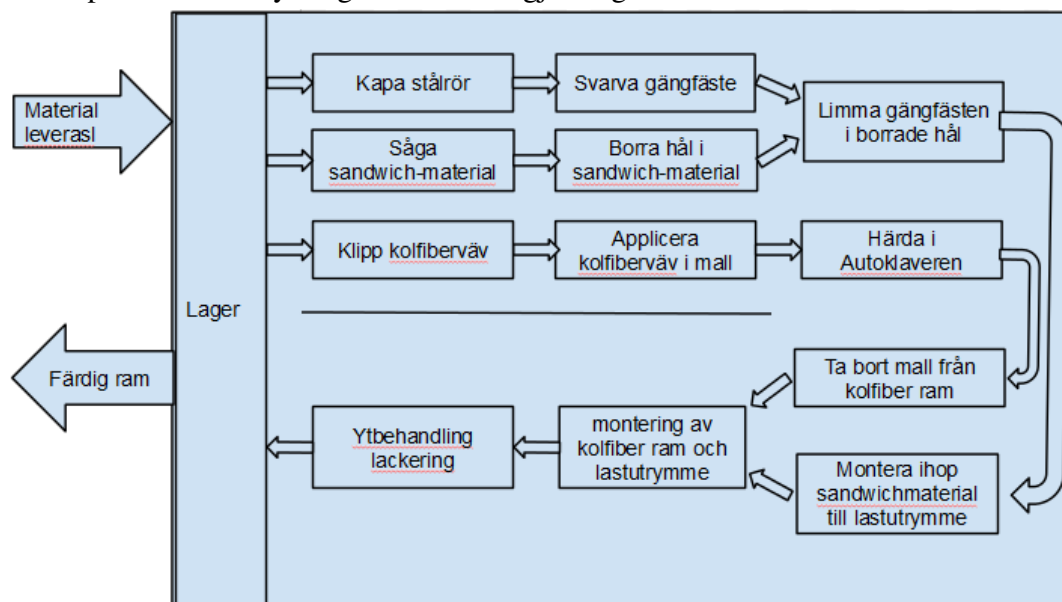 Kapa stålrör
Svarva gängfäste
Limma gängfästen
i borrade hål
Material
leverasl
Såga
sandwich-material
Borra hål i
sandwich-material
Klipp kolfiberväv
Applicera
kolfiberväv i mall
Härda i
Autoklaveren
Lager
Färdig ram
Ta bort mall från
kolfiber ram
Ytbehandling
lackering
montering av
kolfiber ram och
lastutrymme
Montera ihop
sandwichmaterial
till lastutrymme